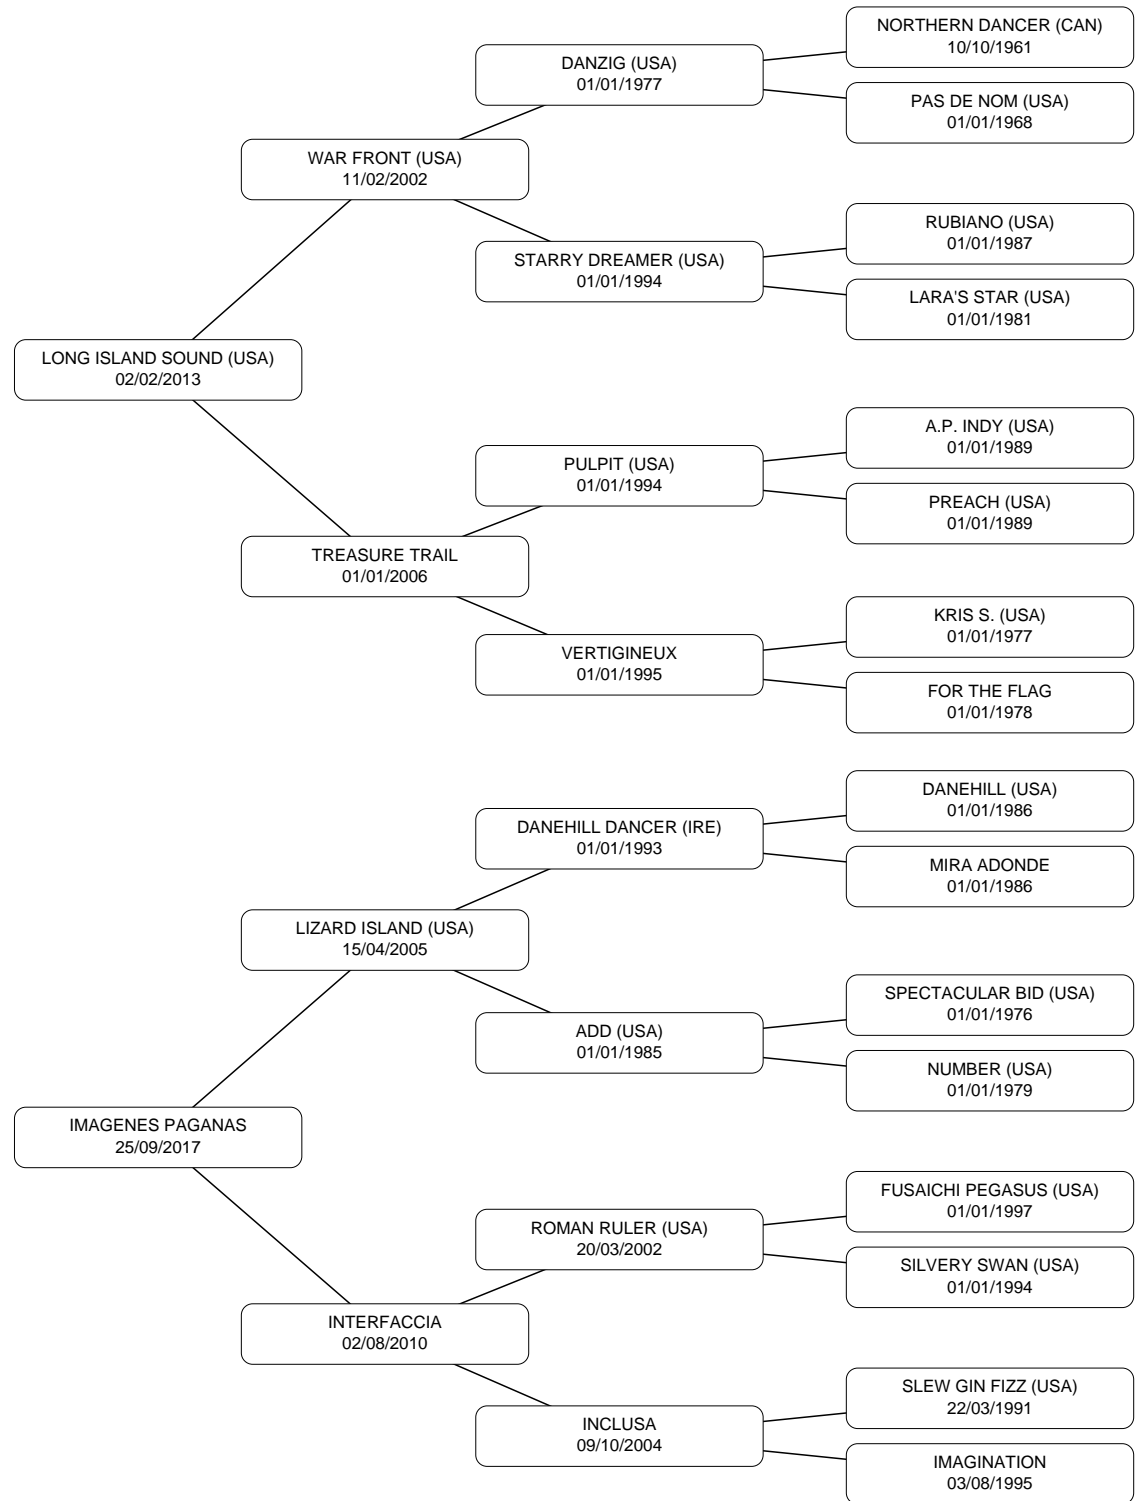 NORTHERN DANCER (CAN)
10/10/1961
DANZIG (USA)
01/01/1977
PAS DE NOM (USA)
01/01/1968
WAR FRONT (USA)
11/02/2002
RUBIANO (USA)
01/01/1987
STARRY DREAMER (USA)
01/01/1994
LARA'S STAR (USA)
01/01/1981
LONG ISLAND SOUND (USA)
02/02/2013
A.P. INDY (USA)
01/01/1989
PULPIT (USA)
01/01/1994
PREACH (USA)
01/01/1989
TREASURE TRAIL
01/01/2006
KRIS S. (USA)
01/01/1977
VERTIGINEUX
01/01/1995
FOR THE FLAG
01/01/1978
DANEHILL (USA)
01/01/1986
DANEHILL DANCER (IRE)
01/01/1993
MIRA ADONDE
01/01/1986
LIZARD ISLAND (USA)
15/04/2005
SPECTACULAR BID (USA)
01/01/1976
ADD (USA)
01/01/1985
NUMBER (USA)
01/01/1979
IMAGENES PAGANAS
25/09/2017
FUSAICHI PEGASUS (USA)
01/01/1997
ROMAN RULER (USA)
20/03/2002
SILVERY SWAN (USA)
01/01/1994
INTERFACCIA
02/08/2010
SLEW GIN FIZZ (USA)
22/03/1991
INCLUSA
09/10/2004
IMAGINATION
03/08/1995